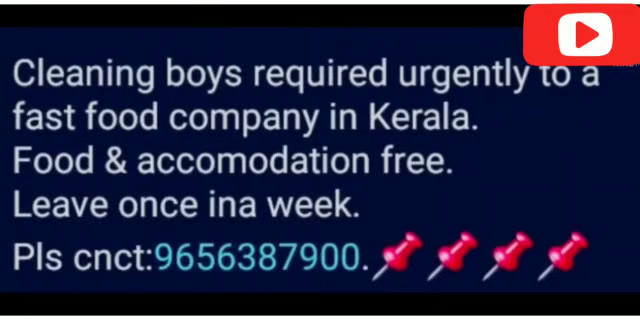 Cleaning boys required urgently to a
fast food company in Kerala.
Food & accomodation free.
Leave once ina week.
Pls cnct:9656387900.